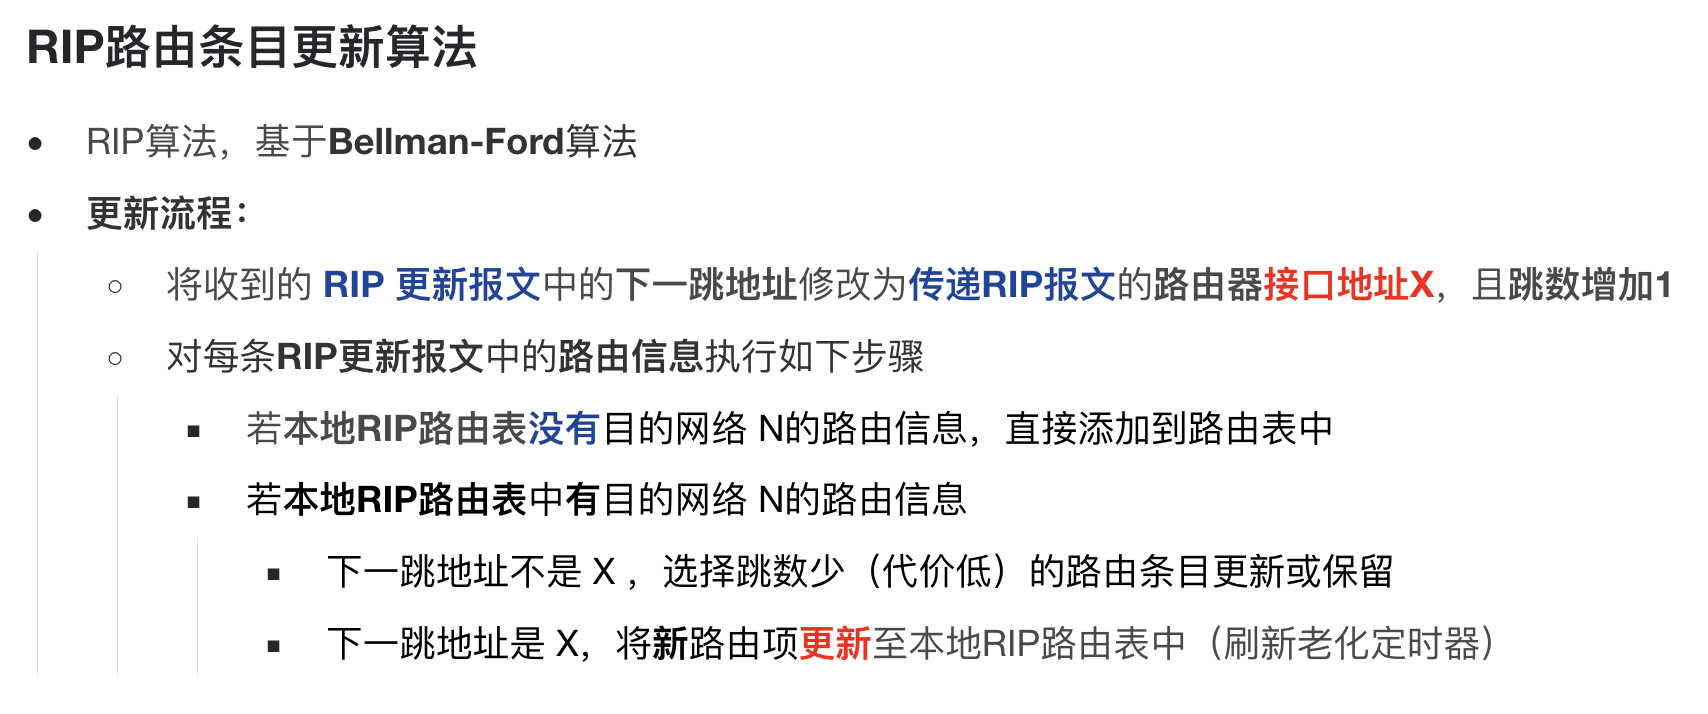 RIP路由条目更新算法
RIP算法，基于Bellman-Ford算法
更新流程：
将收到的 RIP 更新报文中的下一跳地址修改为传递RIP报文的路由器接口地址X，且跳数增加1
对每条RIP更新报文中的路由信息执行如下步骤
若本地RIP路由表没有目的网络 N的路由信息，直接添加到路由表中
若本地RIP路由表中有目的网络 N的路由信息
下一跳地址不是 X ，选择跳数少（代价低）的路由条目更新或保留
下一跳地址是 X，将新路由项更新至本地RIP路由表中（刷新老化定时器）